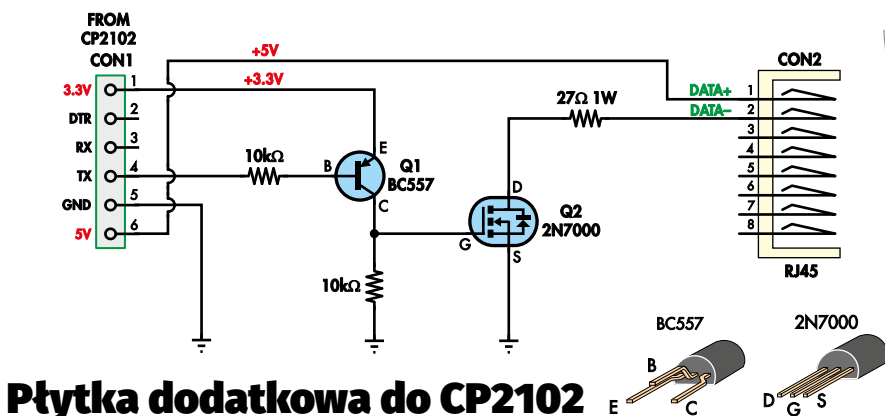 FROM
CP2102
CON1
3.3V 1
DTR 2
RX 3
TX 4
GND 5
5V 6
+5V
+3.3V
10kΩ
B
E
C
Q1
BC557
10kΩ
G
D
S
Q2
2N7000
27Ω 1W
DATA+
DATA–
CON2
1
2
3
4
5
6
7
8
RJ45
BC557
B
E
C
2N7000
D
G
S
Płytka dodatkowa do CP2102